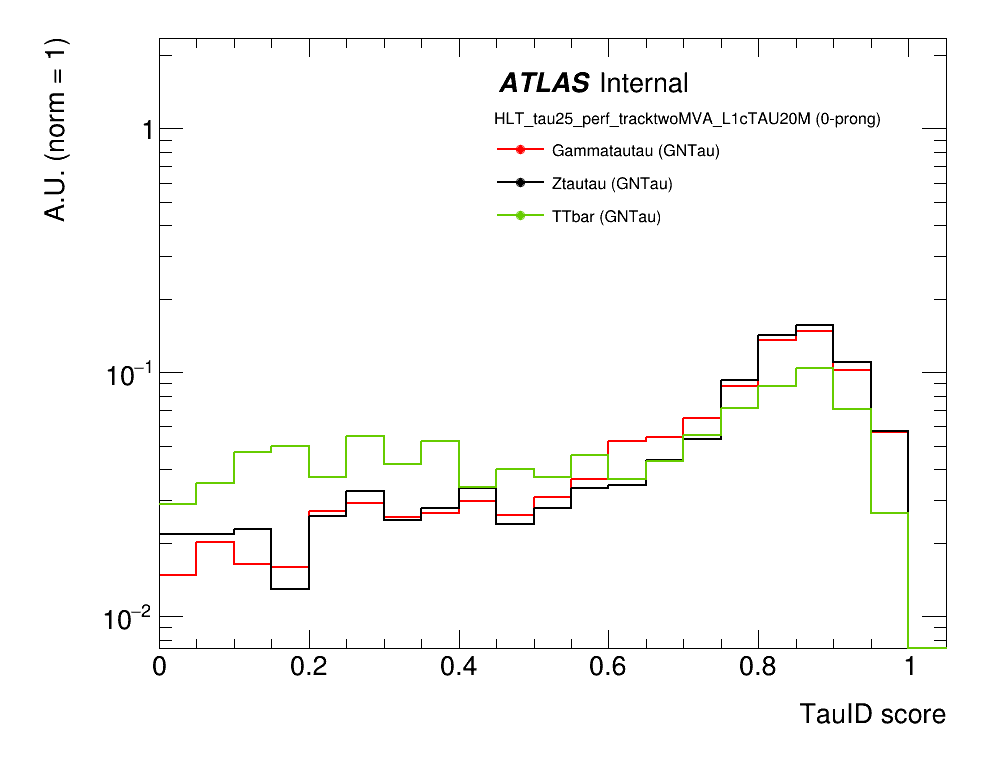 A.U. (norm = 1)
ATLAS Internal
HLT_tau25_perf_tracktwoMVA_L1cTAU20M (0-prong)
Gammatautau (GNTau)
Ztautau (GNTau)
TTbar (GNTau)
1
10⁻¹
10⁻²
0 0.2 0.4 0.6 0.8 1
TauID score